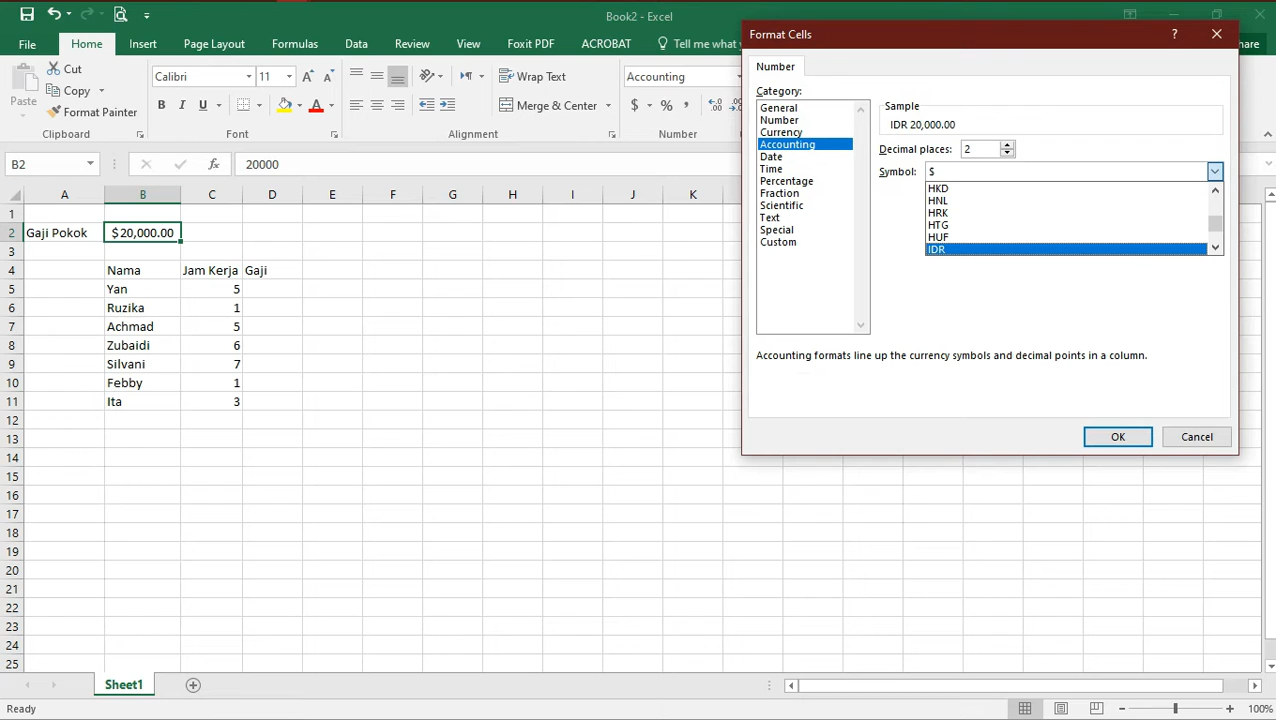 Book2 - Excel
File Home Insert Page Layout Formulas Data Review View Foxit PDF ACROBAT Tell me what
hare
Paste
Cut
Copy
Format Painter
Clipboard
Calibri 11
B I U
Font
Wrap Text
Merge & Center
Alignment
Accounting
$ % ,
Number
B2 fx 20000
A B C D E F G H I J K
1
2 Gaji Pokok $ 20,000.00
3
4 Nama Jam Kerja Gaji
5 Yan 5
6 Ruzika 1
7 Achmad 5
8 Zubaidi 6
9 Silvani 7
10 Febby 1
11 Ita 3
12
13
14
15
16
17
18
19
20
21
22
23
24
25
Sheet1
Ready
100%
Format Cells
?
Number
Category:
General
Number
Currency
Accounting
Date
Time
Percentage
Fraction
Scientific
Text
Special
Custom
Sample
IDR 20,000.00
Decimal places: 2
Symbol: $
HKD
HNL
HRK
HTG
HUF
IDR
Accounting formats line up the currency symbols and decimal points in a column.
OK Cancel